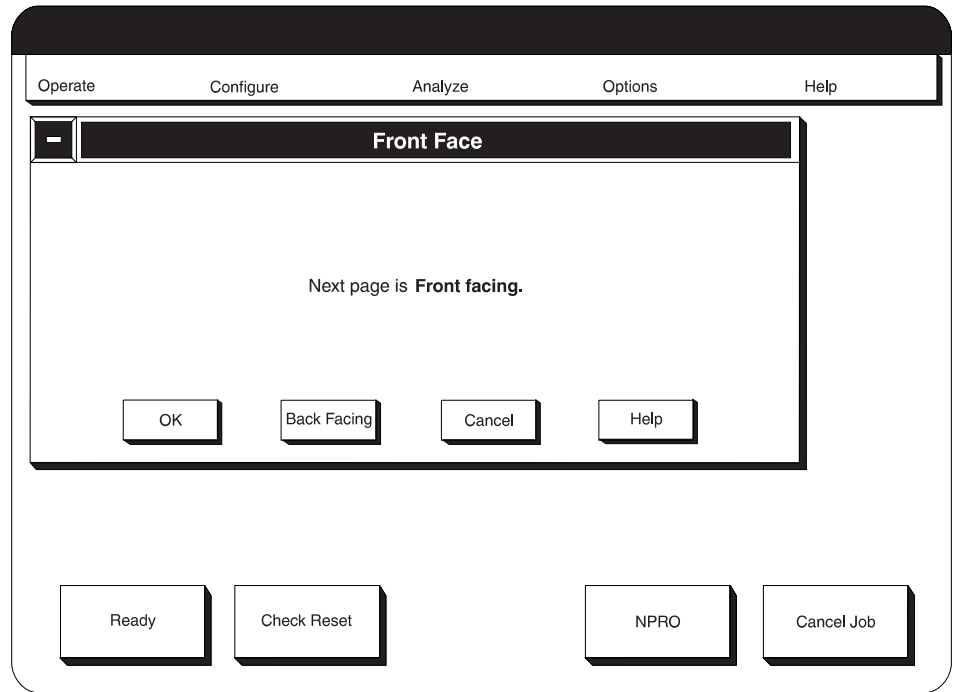 Operate Configure Analyze Options Help
Front Face
Next page is Front facing.
OK Back Facing Cancel Help
Ready Check Reset NPRO Cancel Job